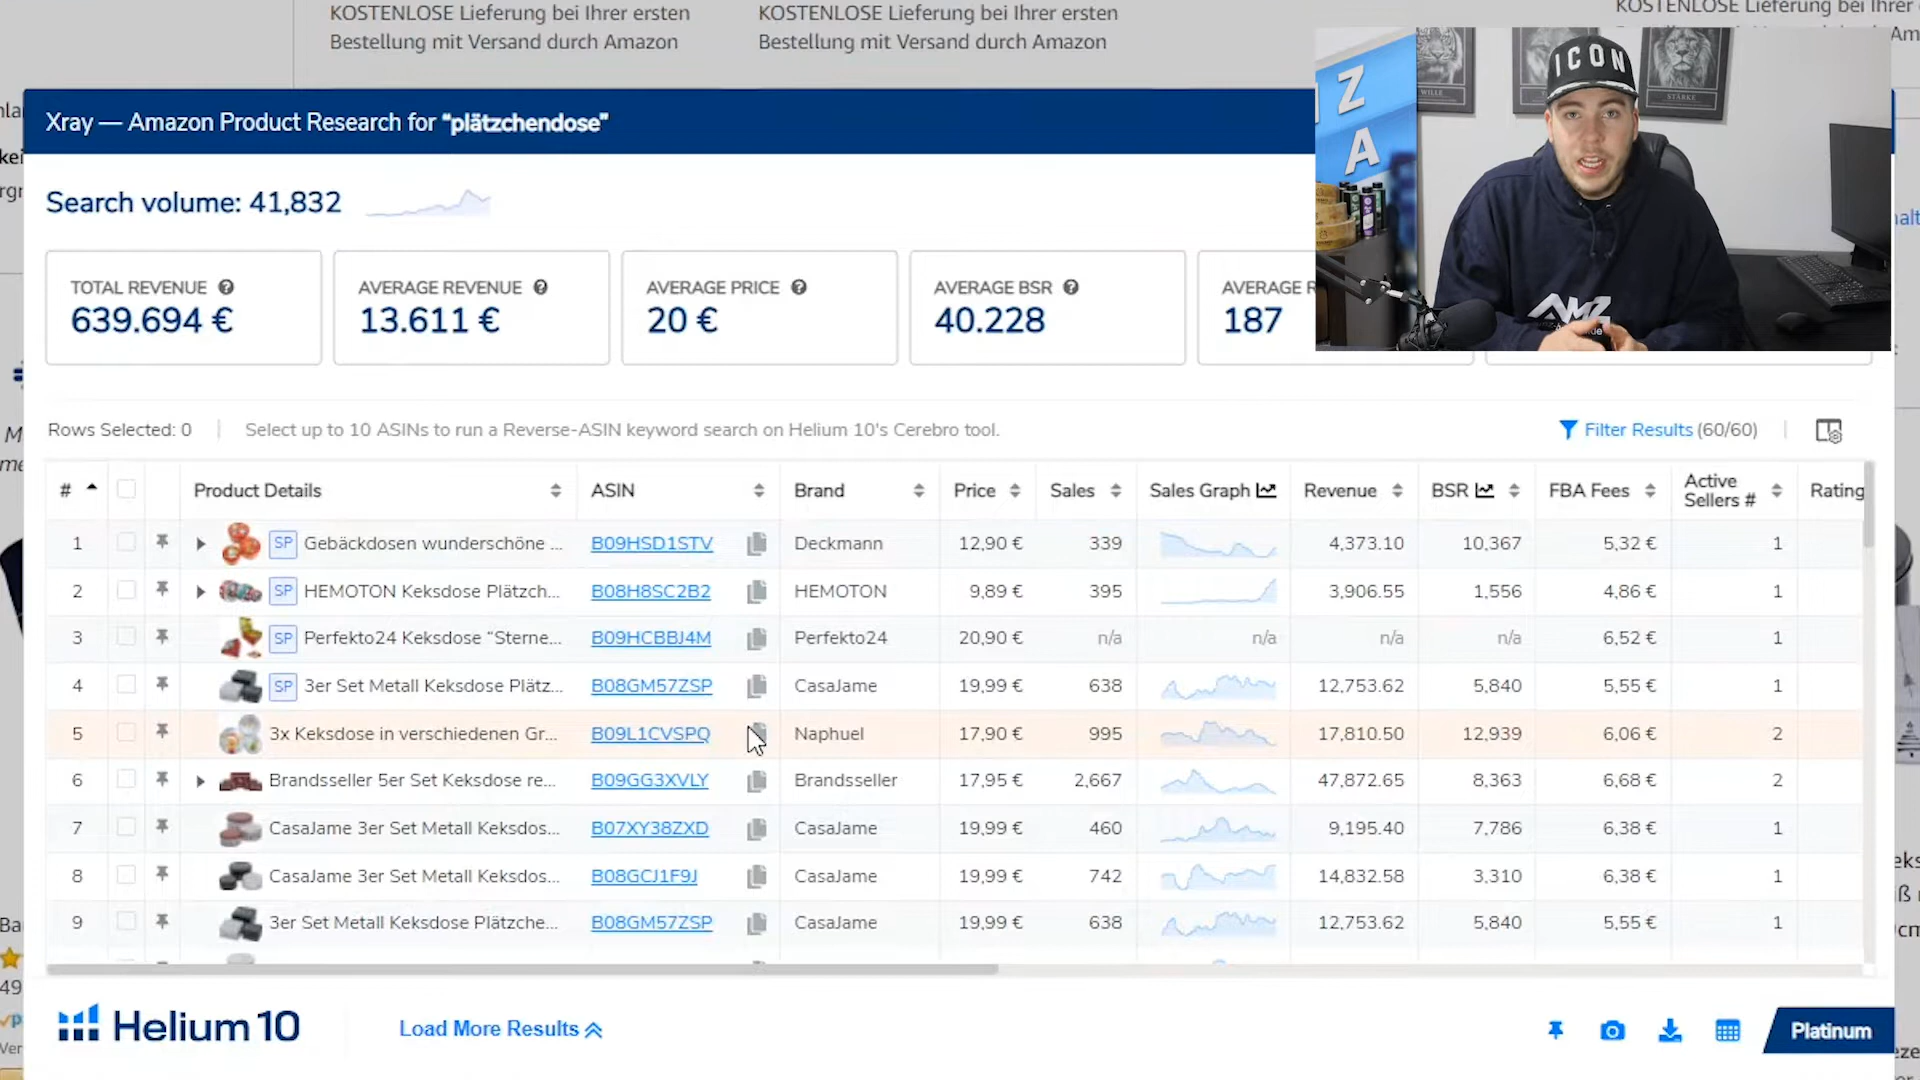 KOSTENLOSE Lieferung bei Ihrer ersten
Bestellung mit Versand durch Amazon
KOSTENLOSE Lieferung bei Ihrer ersten
Bestellung mit Versand durch Amazon
KOSTENLOSE Lieferung bei Ihrer
ICON
WILLE
STÄRKE
Z
A
AMZ
Xray — Amazon Product Research for “plätzchendose”
Search volume: 41,832
TOTAL REVENUE
639.694 €
AVERAGE REVENUE
13.611 €
AVERAGE PRICE
20 €
AVERAGE BSR
40.228
AVERAGE R
187
Rows Selected: 0
Select up to 10 ASINs to run a Reverse-ASIN keyword search on Helium 10's Cerebro tool.
Filter Results (60/60)
# Product Details ASIN Brand Price Sales Sales Graph Revenue BSR FBA Fees Active Sellers # Rating
1 SP Gebäckdosen wunderschöne ... B09HSD1STV Deckmann 12,90 € 339 4,373.10 10,367 5,32 € 1
2 SP HEMOTON Keksdose Plätzch... B08H8SC2B2 HEMOTON 9,89 € 395 3,906.55 1,556 4,86 € 1
3 SP Perfekto24 Keksdose “Sterne... B09HCBBJ4M Perfekto24 20,90 € n/a n/a n/a n/a 6,52 € 1
4 SP 3er Set Metall Keksdose Plätz... B08GM57ZSP CasaJame 19,99 € 638 12,753.62 5,840 5,55 € 1
5 3x Keksdose in verschiedenen Gr... B09L1CVSPQ Naphuel 17,90 € 995 17,810.50 12,939 6,06 € 2
6 Brandsseller 5er Set Keksdose re... B09GG3XVLY Brandsseller 17,95 € 2,667 47,872.65 8,363 6,68 € 2
7 CasaJame 3er Set Metall Keksdos... B07XY38ZXD CasaJame 19,99 € 460 9,195.40 7,786 6,38 € 1
8 CasaJame 3er Set Metall Keksdos... B08GCJ1F9J CasaJame 19,99 € 742 14,832.58 3,310 6,38 € 1
9 3er Set Metall Keksdose Plätzche... B08GM57ZSP CasaJame 19,99 € 638 12,753.62 5,840 5,55 € 1
Helium 10
Load More Results
Platinum